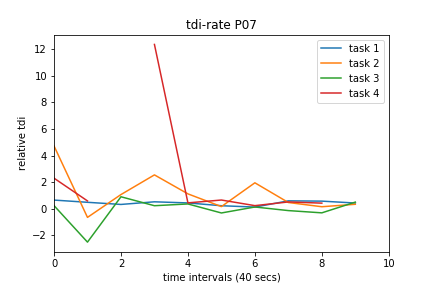 tdi-rate P07
12
10
8
6
4
2
0
−2
relative tdi
task 1
task 2
task 3
task 4
0 2 4 6 8 10
time intervals (40 secs)